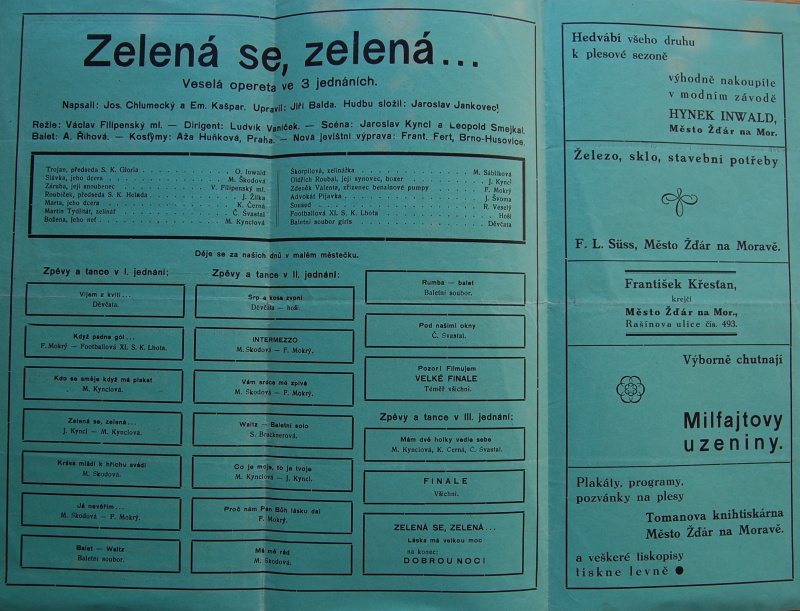 Zelená se, zelená...
Veselá opereta ve 3 jednáních.
Napsali: Jos. Chlumecký a Em. Kašpar. Upravil: Jiří Balda. Hudbu složil: Jaroslav Jankovec!
Režie: Václav Filipenský ml. — Dirigent: Ludvík Vaníček. — Scéna: Jaroslav Kyncl a Leopold Smejkal.
Balet: A. Říhová. — Kostýmy: Aža Huňková, Praha. — Nová jevištní výprava: Frant. Fert, Brno-Husovice.
Trojan, předseda S. K. Gloria . . . O. Inwald
Slávka, jeho dcera . . . M. Škodová
Záruba, její snoubenec . . . V. Filipenský ml.
Roubíček, předseda S. K. Helada . . . J. Žilka
Marta, jeho dcera . . . K. Černá
Martin Tydlinář, zelinář . . . Č. Svastal
Božena, jeho neť . . . M. Kynclová
Škorpilová, zelinářka . . . M. Sáblíková
Oldřich Roubal, její synovec, boxer . . . J. Kyncl
Zdeněk Valenta, zřízenec benzinové pumpy . . . F. Mokrý
Advokát Pijavka . . . J. Švoma
Soused . . . R. Veselý
Footballová XI. S. K. Lhota . . . Hoši
Baletní soubor girls . . . Děvčata
Děje se za našich dnů v malém městečku.
Zpěvy a tance v I. jednání:
Vijem z kvítí...
Děvčata.
Když padne gól...
F. Mokrý — Footballová XI. S. K. Lhota.
Kdo se směje když má plakat
M. Kynclová.
Zelená se, zelená...
J. Kyncl — M. Kynclová.
Krása mládí k hříchu svádí
M. Škodová.
Já nevěřím...
M. Škodová — F. Mokrý.
Balet — Waltz
Baletní soubor.
Zpěvy a tance v II. jednání:
Srp a kosa zvoní
Děvčata — hoši.
INTERMEZZO
M. Škodová — F. Mokrý.
Vám srdce mé zpívá
M. Škodová — F. Mokrý.
Waltz — Baletní solo
S. Brücknerová.
Co je moje, to je tvoje
M. Kynclová — J. Kyncl.
Proč nám Pán Bůh lásku dal
F. Mokrý.
Má mě rád
M. Škodová.
Rumba — balet
Baletní soubor.
Pod našimi okny
Č. Svastal.
Pozor! Filmujem
VELKÉ FINALE
Téměř všichni.
Zpěvy a tance v III. jednání:
Mám dvě holky vedle sebe
M. Kynclová, K. Černá, Č. Svastal.
FINALE
Všichni.
ZELENÁ SE, ZELENÁ...
Láska má velkou moc
na konec:
DOBROU NOC!
Hedvábí všeho druhu
k plesové sezoně
výhodně nakoupíte
v modním závodě
HYNEK INWALD,
Město Žďár na Mor.
Železo, sklo, stavební potřeby
F. L. Süss, Město Žďár na Moravě.
František Křesťan,
krejčí
Město Žďár na Mor.,
Rašínova ulice čís. 493.
Výborně chutnají
Milfajtovy
uzeniny.
Plakáty, programy,
pozvánky na plesy
Tomanova knihtiskárna
Město Žďár na Moravě.
a veškeré tiskopisy
tiskne levně